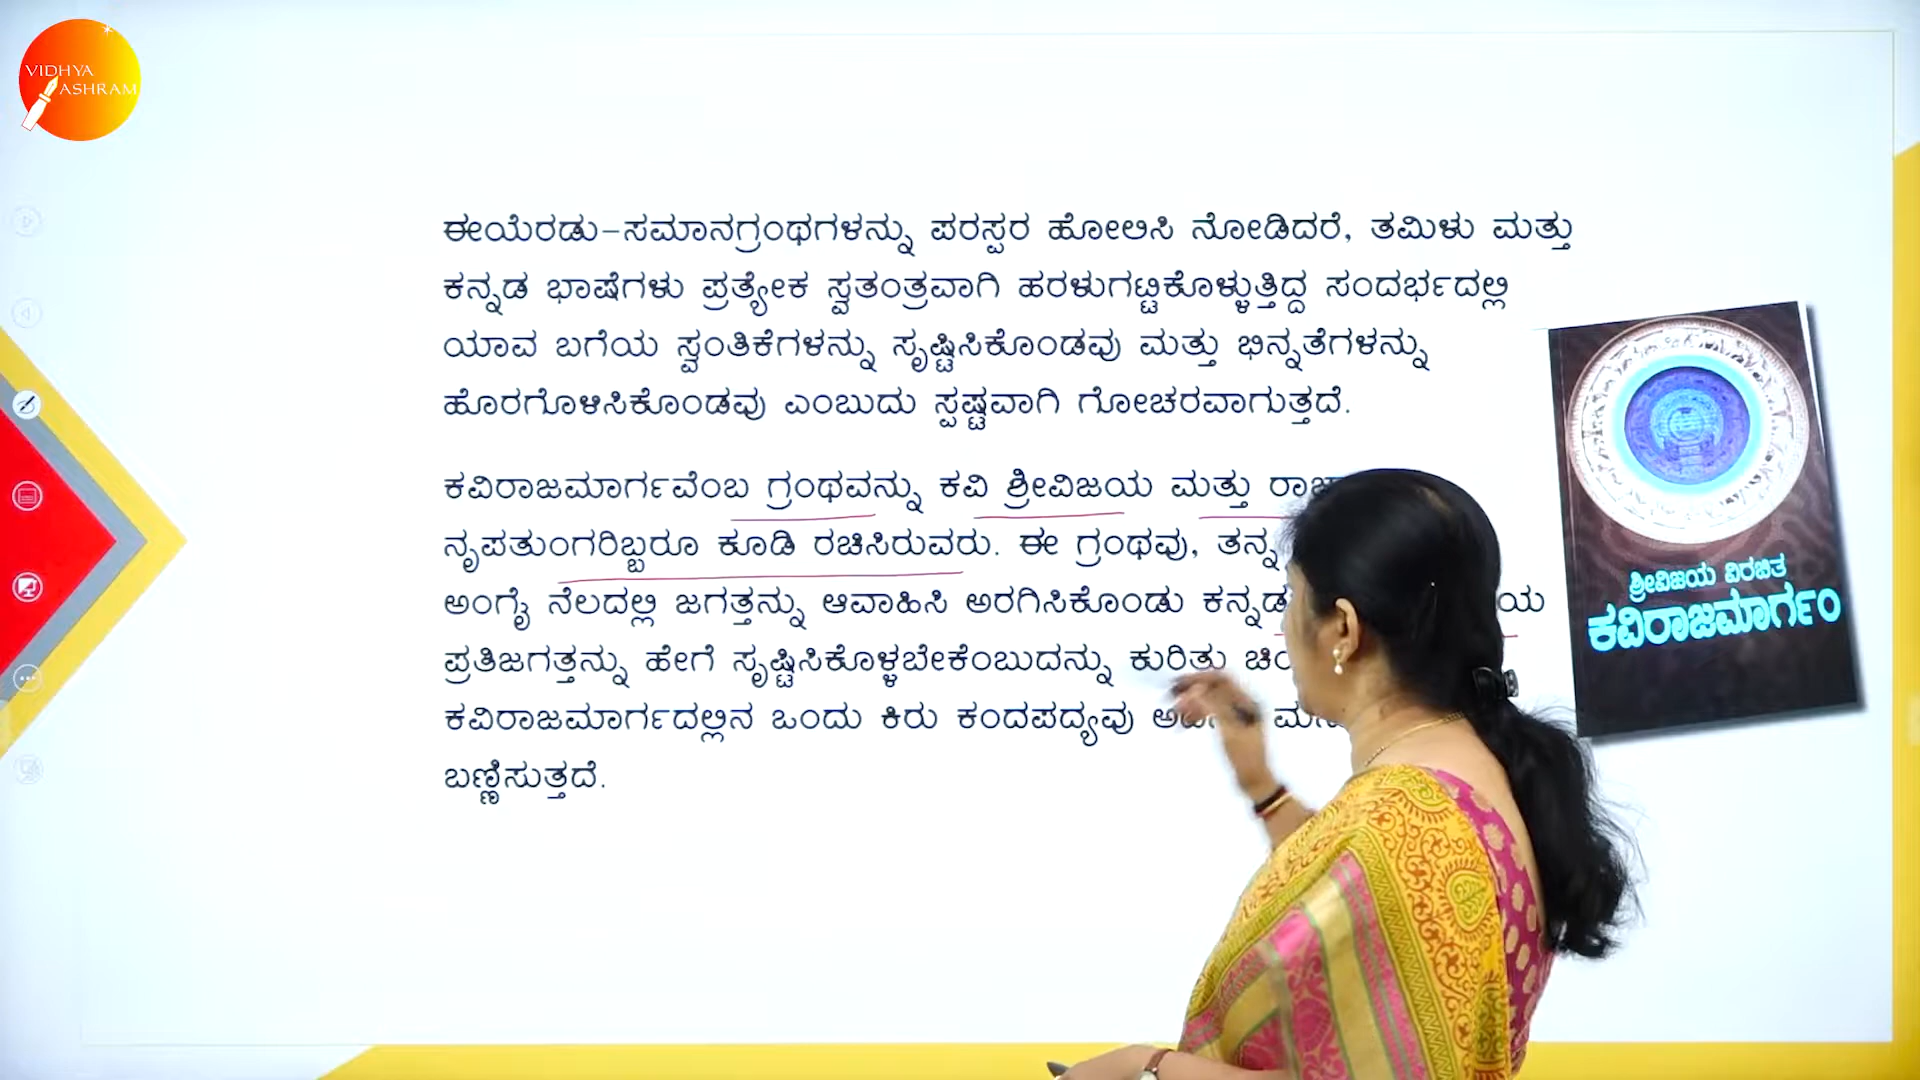 VIDHYA
ASHRAM
ಈಯೆರಡು-ಸಮಾನಗ್ರಂಥಗಳನ್ನು ಪರಸ್ಪರ ಹೋಲಿಸಿ ನೋಡಿದರೆ, ತಮಿಳು ಮತ್ತು
ಕನ್ನಡ ಭಾಷೆಗಳು ಪ್ರತ್ಯೇಕ ಸ್ವತಂತ್ರವಾಗಿ ಹರಳುಗಟ್ಟಿಕೊಳ್ಳುತ್ತಿದ್ದ ಸಂದರ್ಭದಲ್ಲಿ
ಯಾವ ಬಗೆಯ ಸ್ವಂತಿಕೆಗಳನ್ನು ಸೃಷ್ಟಿಸಿಕೊಂಡವು ಮತ್ತು ಭಿನ್ನತೆಗಳನ್ನು
ಹೊರಗೊಳಿಸಿಕೊಂಡವು ಎಂಬುದು ಸ್ಪಷ್ಟವಾಗಿ ಗೋಚರವಾಗುತ್ತದೆ.
ಕವಿರಾಜಮಾರ್ಗವೆಂಬ ಗ್ರಂಥವನ್ನು ಕವಿ ಶ್ರೀವಿಜಯ ಮತ್ತು
ನೃಪತುಂಗರಿಬ್ಬರೂ ಕೂಡಿ ರಚಿಸಿರುವರು. ಈ ಗ್ರಂಥವು, ತನ್ನ
ಅಂಗೈ ನೆಲದಲ್ಲಿ ಜಗತ್ತನ್ನು ಆವಾಹಿಸಿ ಅರಗಿಸಿಕೊಂಡು ಕನ್ನಡ
ಪ್ರತಿಜಗತ್ತನ್ನು ಹೇಗೆ ಸೃಷ್ಟಿಸಿಕೊಳ್ಳಬೇಕೆಂಬುದನ್ನು ಕುರಿತು
ಕವಿರಾಜಮಾರ್ಗದಲ್ಲಿನ ಒಂದು ಕಿರು ಕಂದಪದ್ಯವು
ಬಣ್ಣಿಸುತ್ತದೆ.
ಶ್ರೀವಿಜಯ ವಿರಚಿತ
ಕವಿರಾಜಮಾರ್ಗಂ